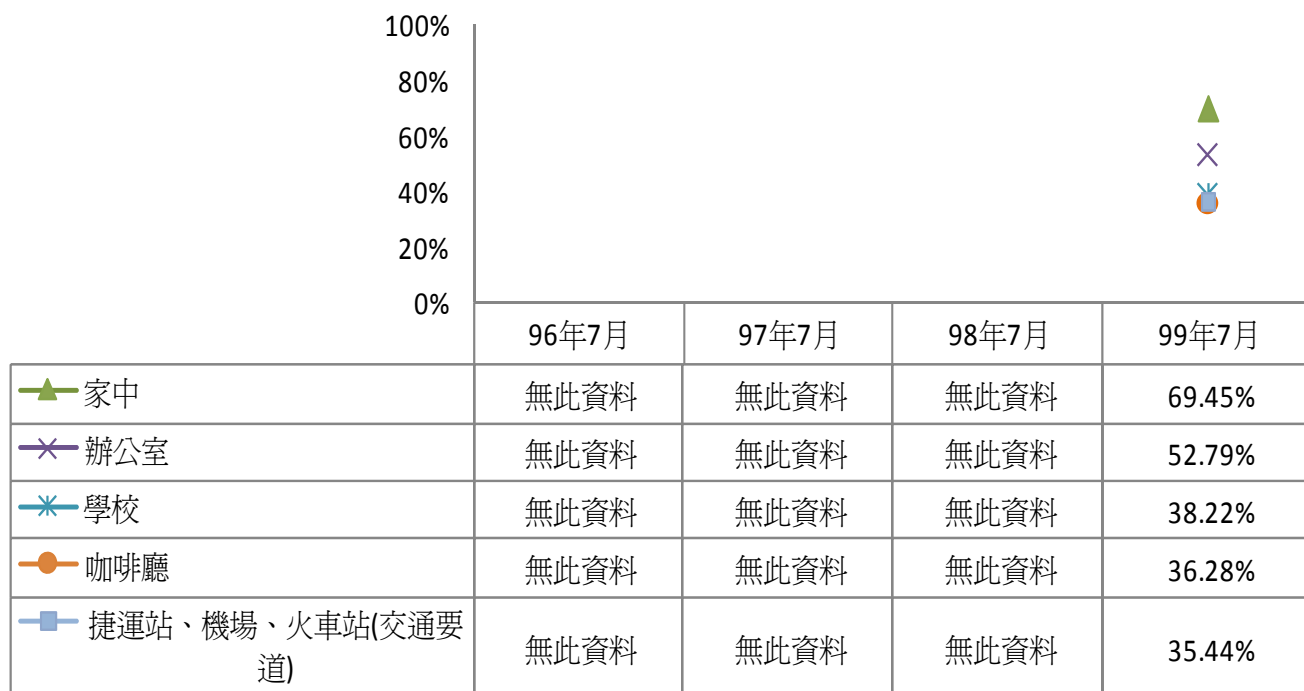 100%
80%
60%
40%
20%
0%
96年7月 97年7月 98年7月 99年7月
家中 無此資料 無此資料 無此資料 69.45%
辦公室 無此資料 無此資料 無此資料 52.79%
學校 無此資料 無此資料 無此資料 38.22%
咖啡廳 無此資料 無此資料 無此資料 36.28%
捷運站、機場、火車站(交通要
道) 無此資料 無此資料 無此資料 35.44%